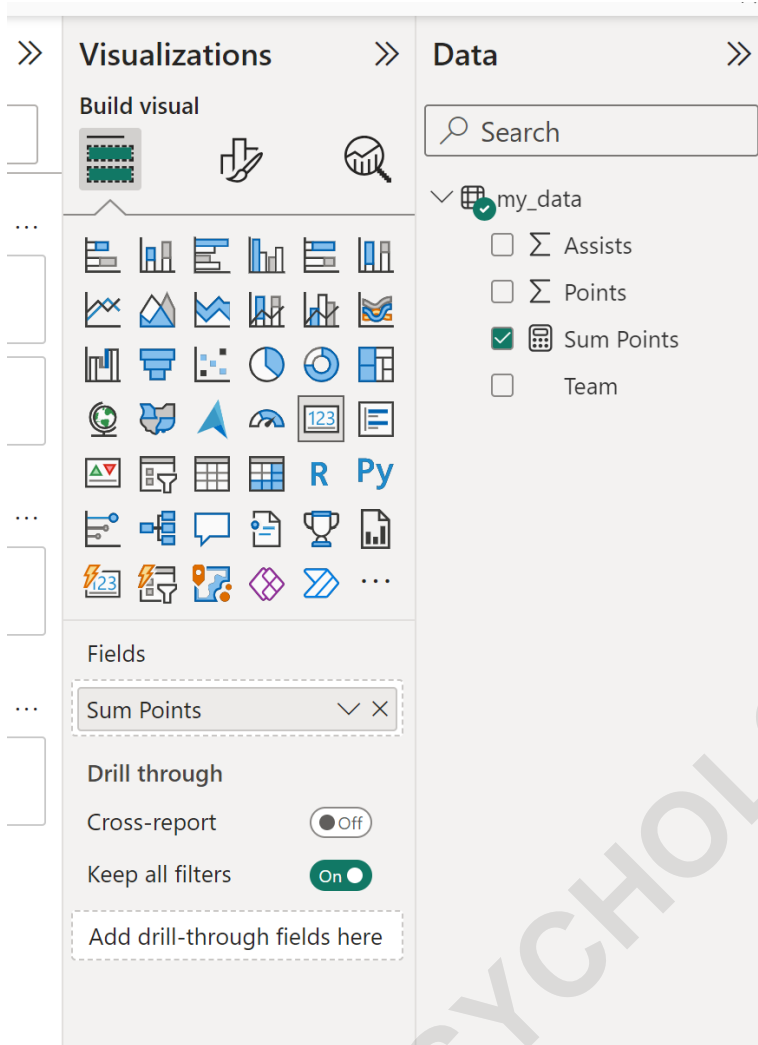 Visualizations
Data
Build visual
Search
my_data
Σ Assists
Σ Points
Sum Points
Team
123
R
Py
123
...
Fields
Sum Points
Drill through
Cross-report
Off
Keep all filters
On
Add drill-through fields here